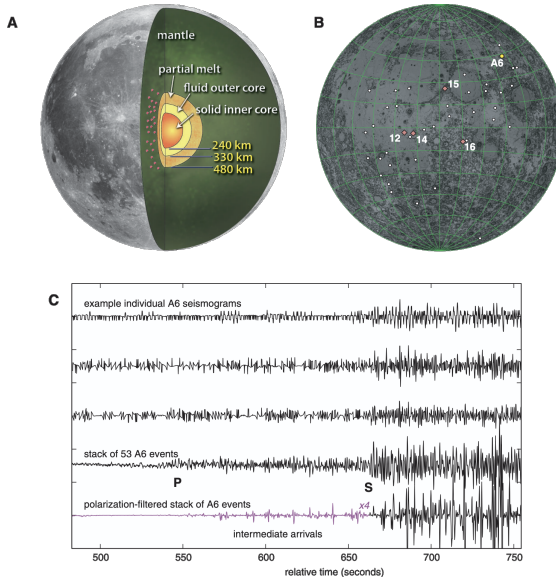 A
mantle
partial melt
fluid outer core
solid inner core
240 km
330 km
480 km
B
A6
15
12
14
16
C
example individual A6 seismograms
stack of 53 A6 events
P
S
polarization-filtered stack of A6 events
x4
intermediate arrivals
500 550 600 650 700 750
relative time (seconds)